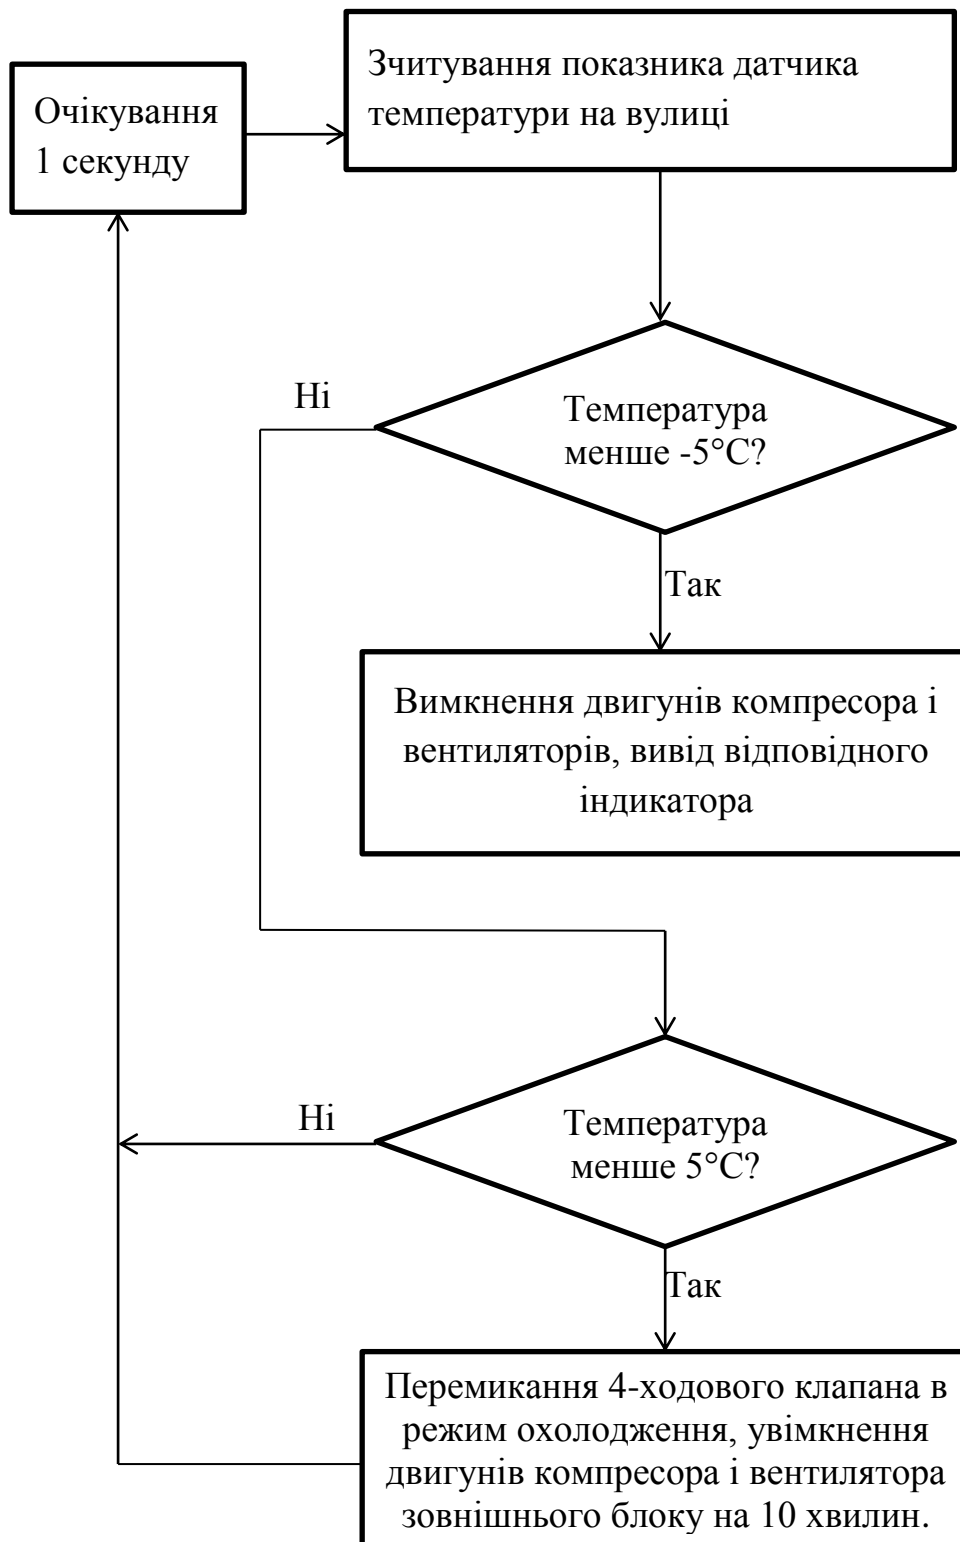 Зчитування показника датчика
температури на вулиці
Очікування
1 секунду
Ні
Температура
менше -5°C?
Так
Вимкнення двигунів компресора і
вентиляторів, вивід відповідного
індикатора
Ні
Температура
менше 5°C?
Так
Перемикання 4-ходового клапана в
режим охолодження, увімкнення
двигунів компресора і вентилятора
зовнішнього блоку на 10 хвилин.